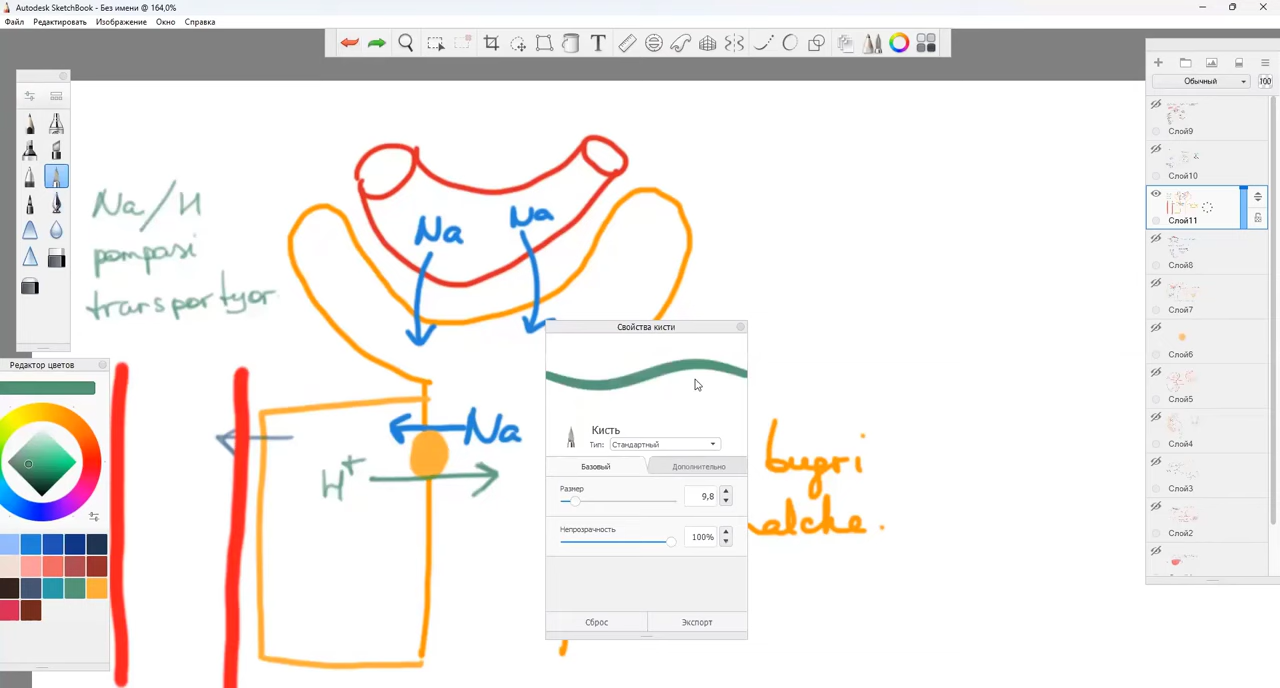 Autodesk SketchBook - Без имени @ 164,0%
Файл Редактировать Изображение Окно Справка
Обычный 100
Слой9
Слой10
Слой11
Слой8
Слой7
Слой6
Слой5
Слой4
Слой3
Слой2
Na/H
pompasi
transportyor
Na Na
Редактор цветов
Свойства кисти
Кисть
Тип: Стандартный
Базовый Дополнительно
Размер 9,8
Непрозрачность 100%
Сброс Экспорт
Na
H+
bugri